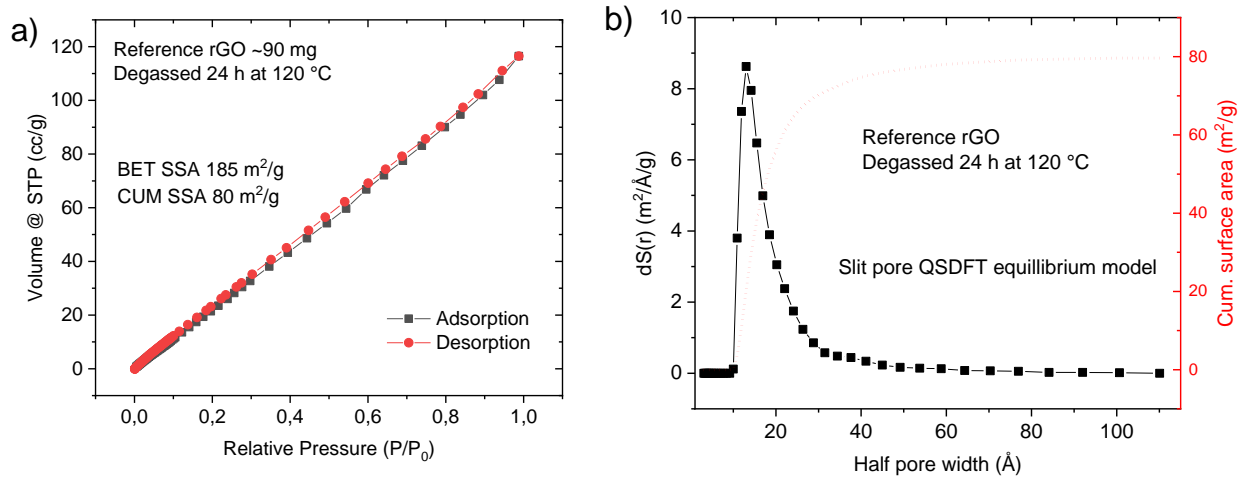 a)
Reference rGO ~90 mg
Degassed 24 h at 120 °C
BET SSA 185 m²/g
CUM SSA 80 m²/g
Adsorption
Desorption
Volume @ STP (cc/g)
120
100
80
60
40
20
0
0,0 0,2 0,4 0,6 0,8 1,0
Relative Pressure (P/P₀)
b)
Reference rGO
Degassed 24 h at 120 °C
Slit pore QSDFT equillibrium model
dS(r) (m²/Å/g)
10
8
6
4
2
0
20 40 60 80 100
Half pore width (Å)
80
60
40
20
0
Cum. surface area (m²/g)